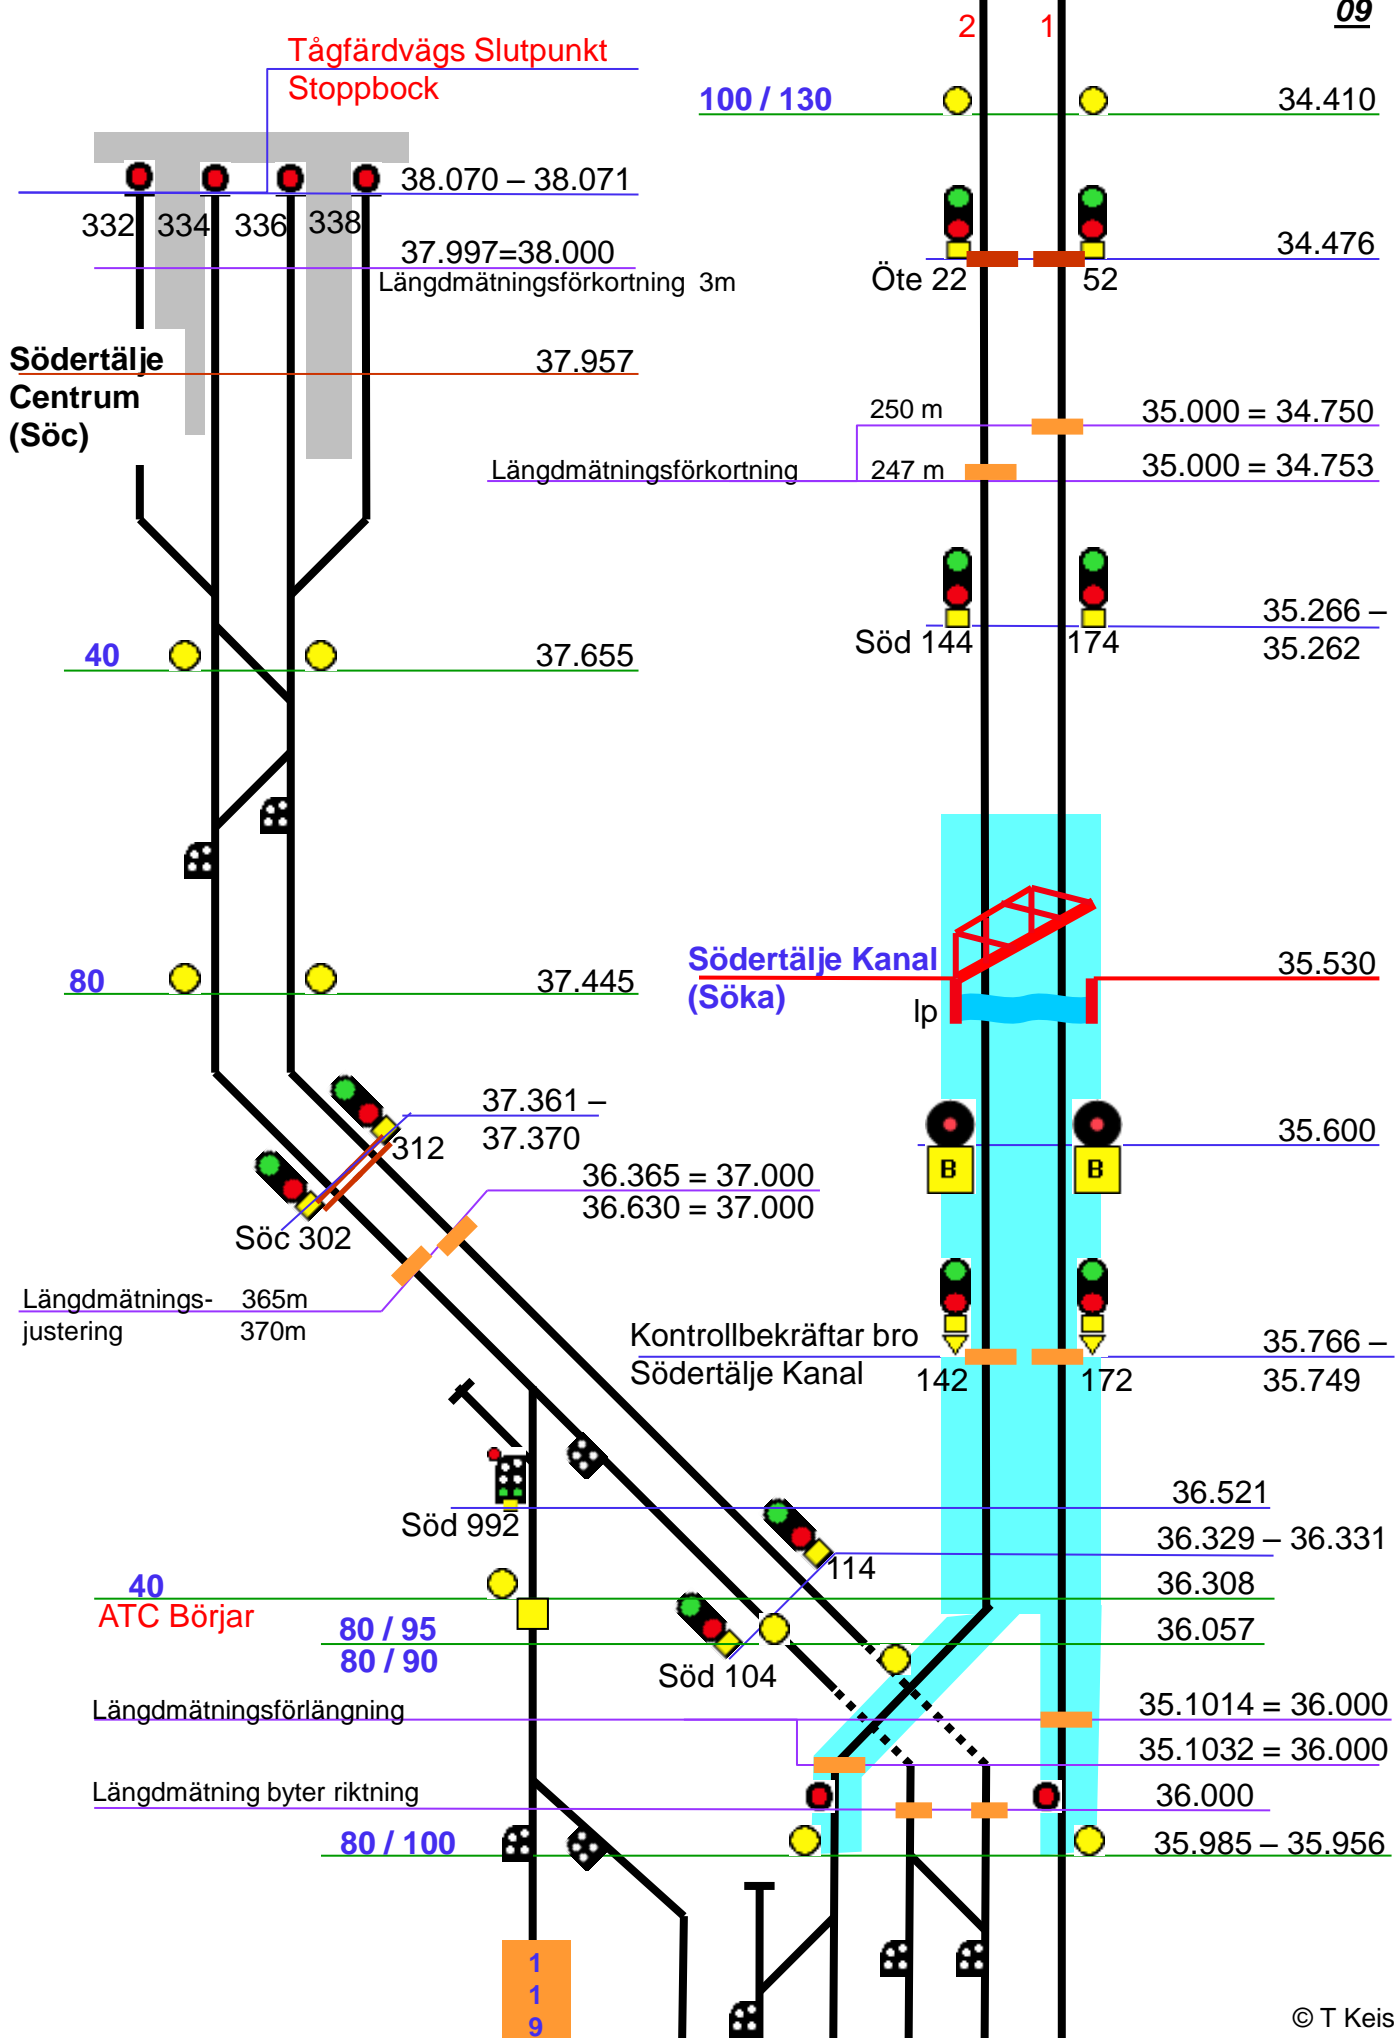 09
2 1
Tågfärdvägs Slutpunkt
Stoppbock
100 / 130 34.410
38.070 – 38.071
332 334 336 338
37.997=38.000
Längdmätningsförkortning 3m
34.476
Öte 22 52
Södertälje
Centrum
(Söc)
37.957
250 m 35.000 = 34.750
Längdmätningsförkortning 247 m 35.000 = 34.753
35.266 –
35.262
Söd 144 174
40 37.655
80 37.445
Södertälje Kanal
(Söka)
lp
35.530
37.361 –
37.370
312
Söc 302
B B
35.600
36.365 = 37.000
36.630 = 37.000
Längdmätnings- 365m
justering 370m
Kontrollbekräftar bro
Södertälje Kanal
142 172
35.766 –
35.749
36.521
Söd 992
36.329 – 36.331
114
40 36.308
ATC Börjar
80 / 95 36.057
80 / 90
Söd 104
Längdmätningsförlängning 35.1014 = 36.000
35.1032 = 36.000
Längdmätning byter riktning 36.000
80 / 100 35.985 – 35.956
1
1
9
© T Keis